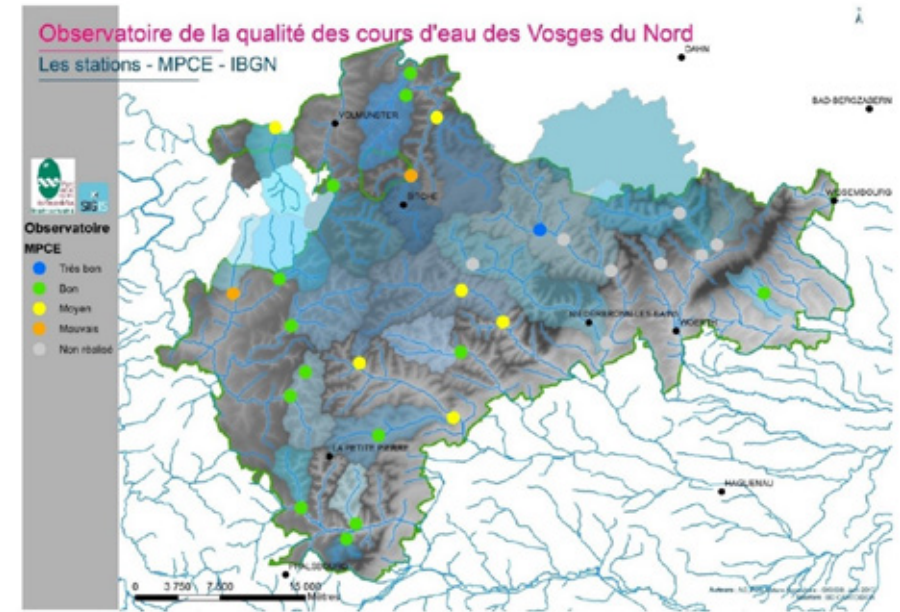 Observatoire de la qualité des cours d'eau des Vosges du Nord
Les stations - MPCE - IBGN
DAHN
BAD-BERGZABERN
VOLMUNSTER
WISSEMBOURG
BITCHE
Observatoire
MPCE
Très bon
Bon
Moyen
Mauvais
Non réalisé
NIEDERBRONN-LES-BAINS
WOERTH
LA PETITE PIERRE
HAGUENAU
PHALSBOURG
0 3 750 7 500 15 000
Mètres